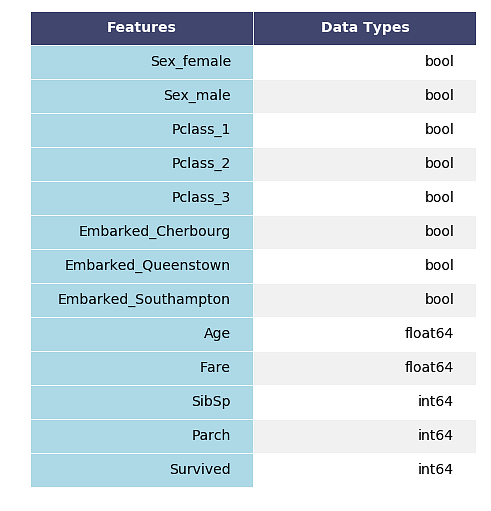 Features Data Types
Sex_female bool
Sex_male bool
Pclass_1 bool
Pclass_2 bool
Pclass_3 bool
Embarked_Cherbourg bool
Embarked_Queenstown bool
Embarked_Southampton bool
Age float64
Fare float64
SibSp int64
Parch int64
Survived int64